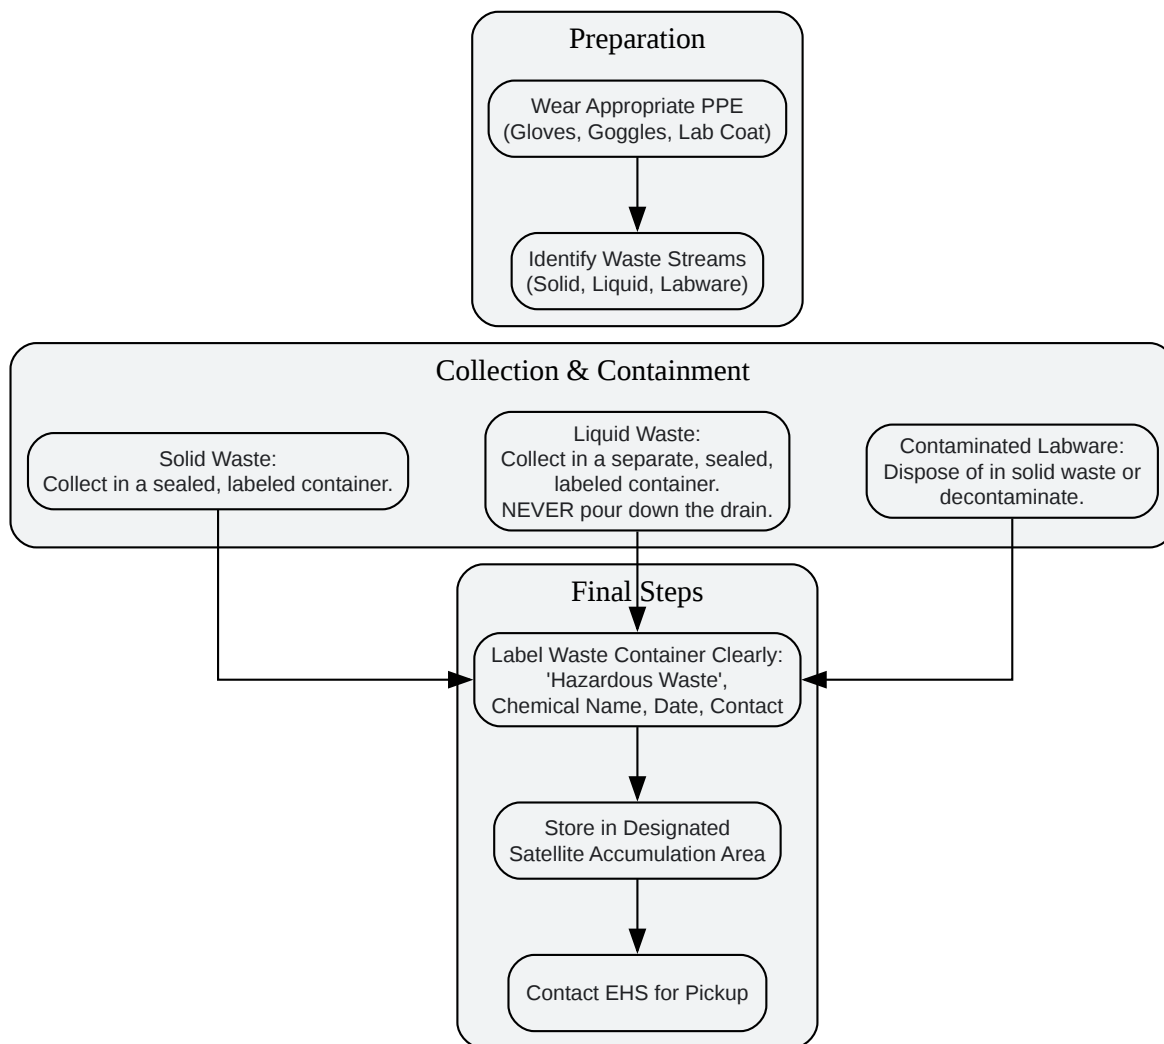 Preparation
Wear Appropriate PPE
(Gloves, Goggles, Lab Coat)
Identify Waste Streams
(Solid, Liquid, Labware)
Collection & Containment
Solid Waste:
Collect in a sealed, labeled container.
Liquid Waste:
Collect in a separate, sealed,
labeled container.
NEVER pour down the drain.
Contaminated Labware:
Dispose of in solid waste or
decontaminate.
Final Steps
Label Waste Container Clearly:
'Hazardous Waste',
Chemical Name, Date, Contact
Store in Designated
Satellite Accumulation Area
Contact EHS for Pickup